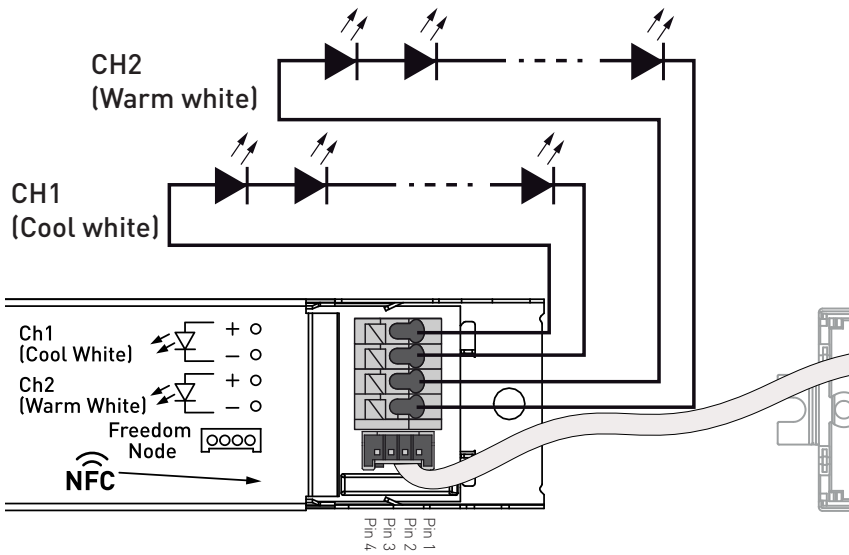 CH2
(Warm white)
CH1
(Cool white)
Ch1
(Cool White)
+
–
Ch2
(Warm White)
+
–
Freedom
Node
NFC
Pin 1
Pin 2
Pin 3
Pin 4